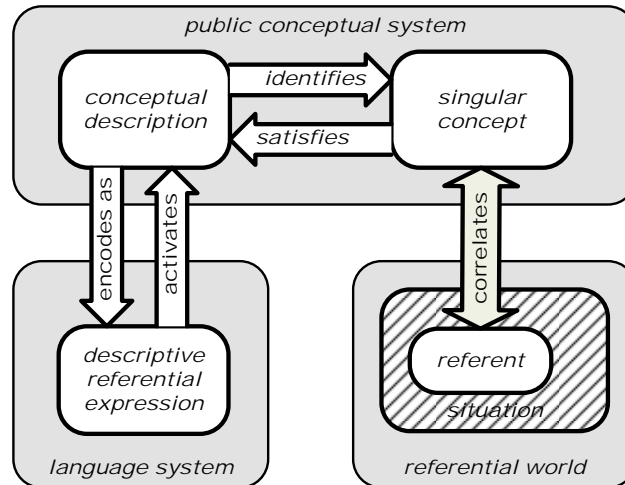 public conceptual system
conceptual
description
identifies
satisfies
singular
concept
encodes as
activates
correlates
descriptive
referential
expression
referent
situation
language system
referential world